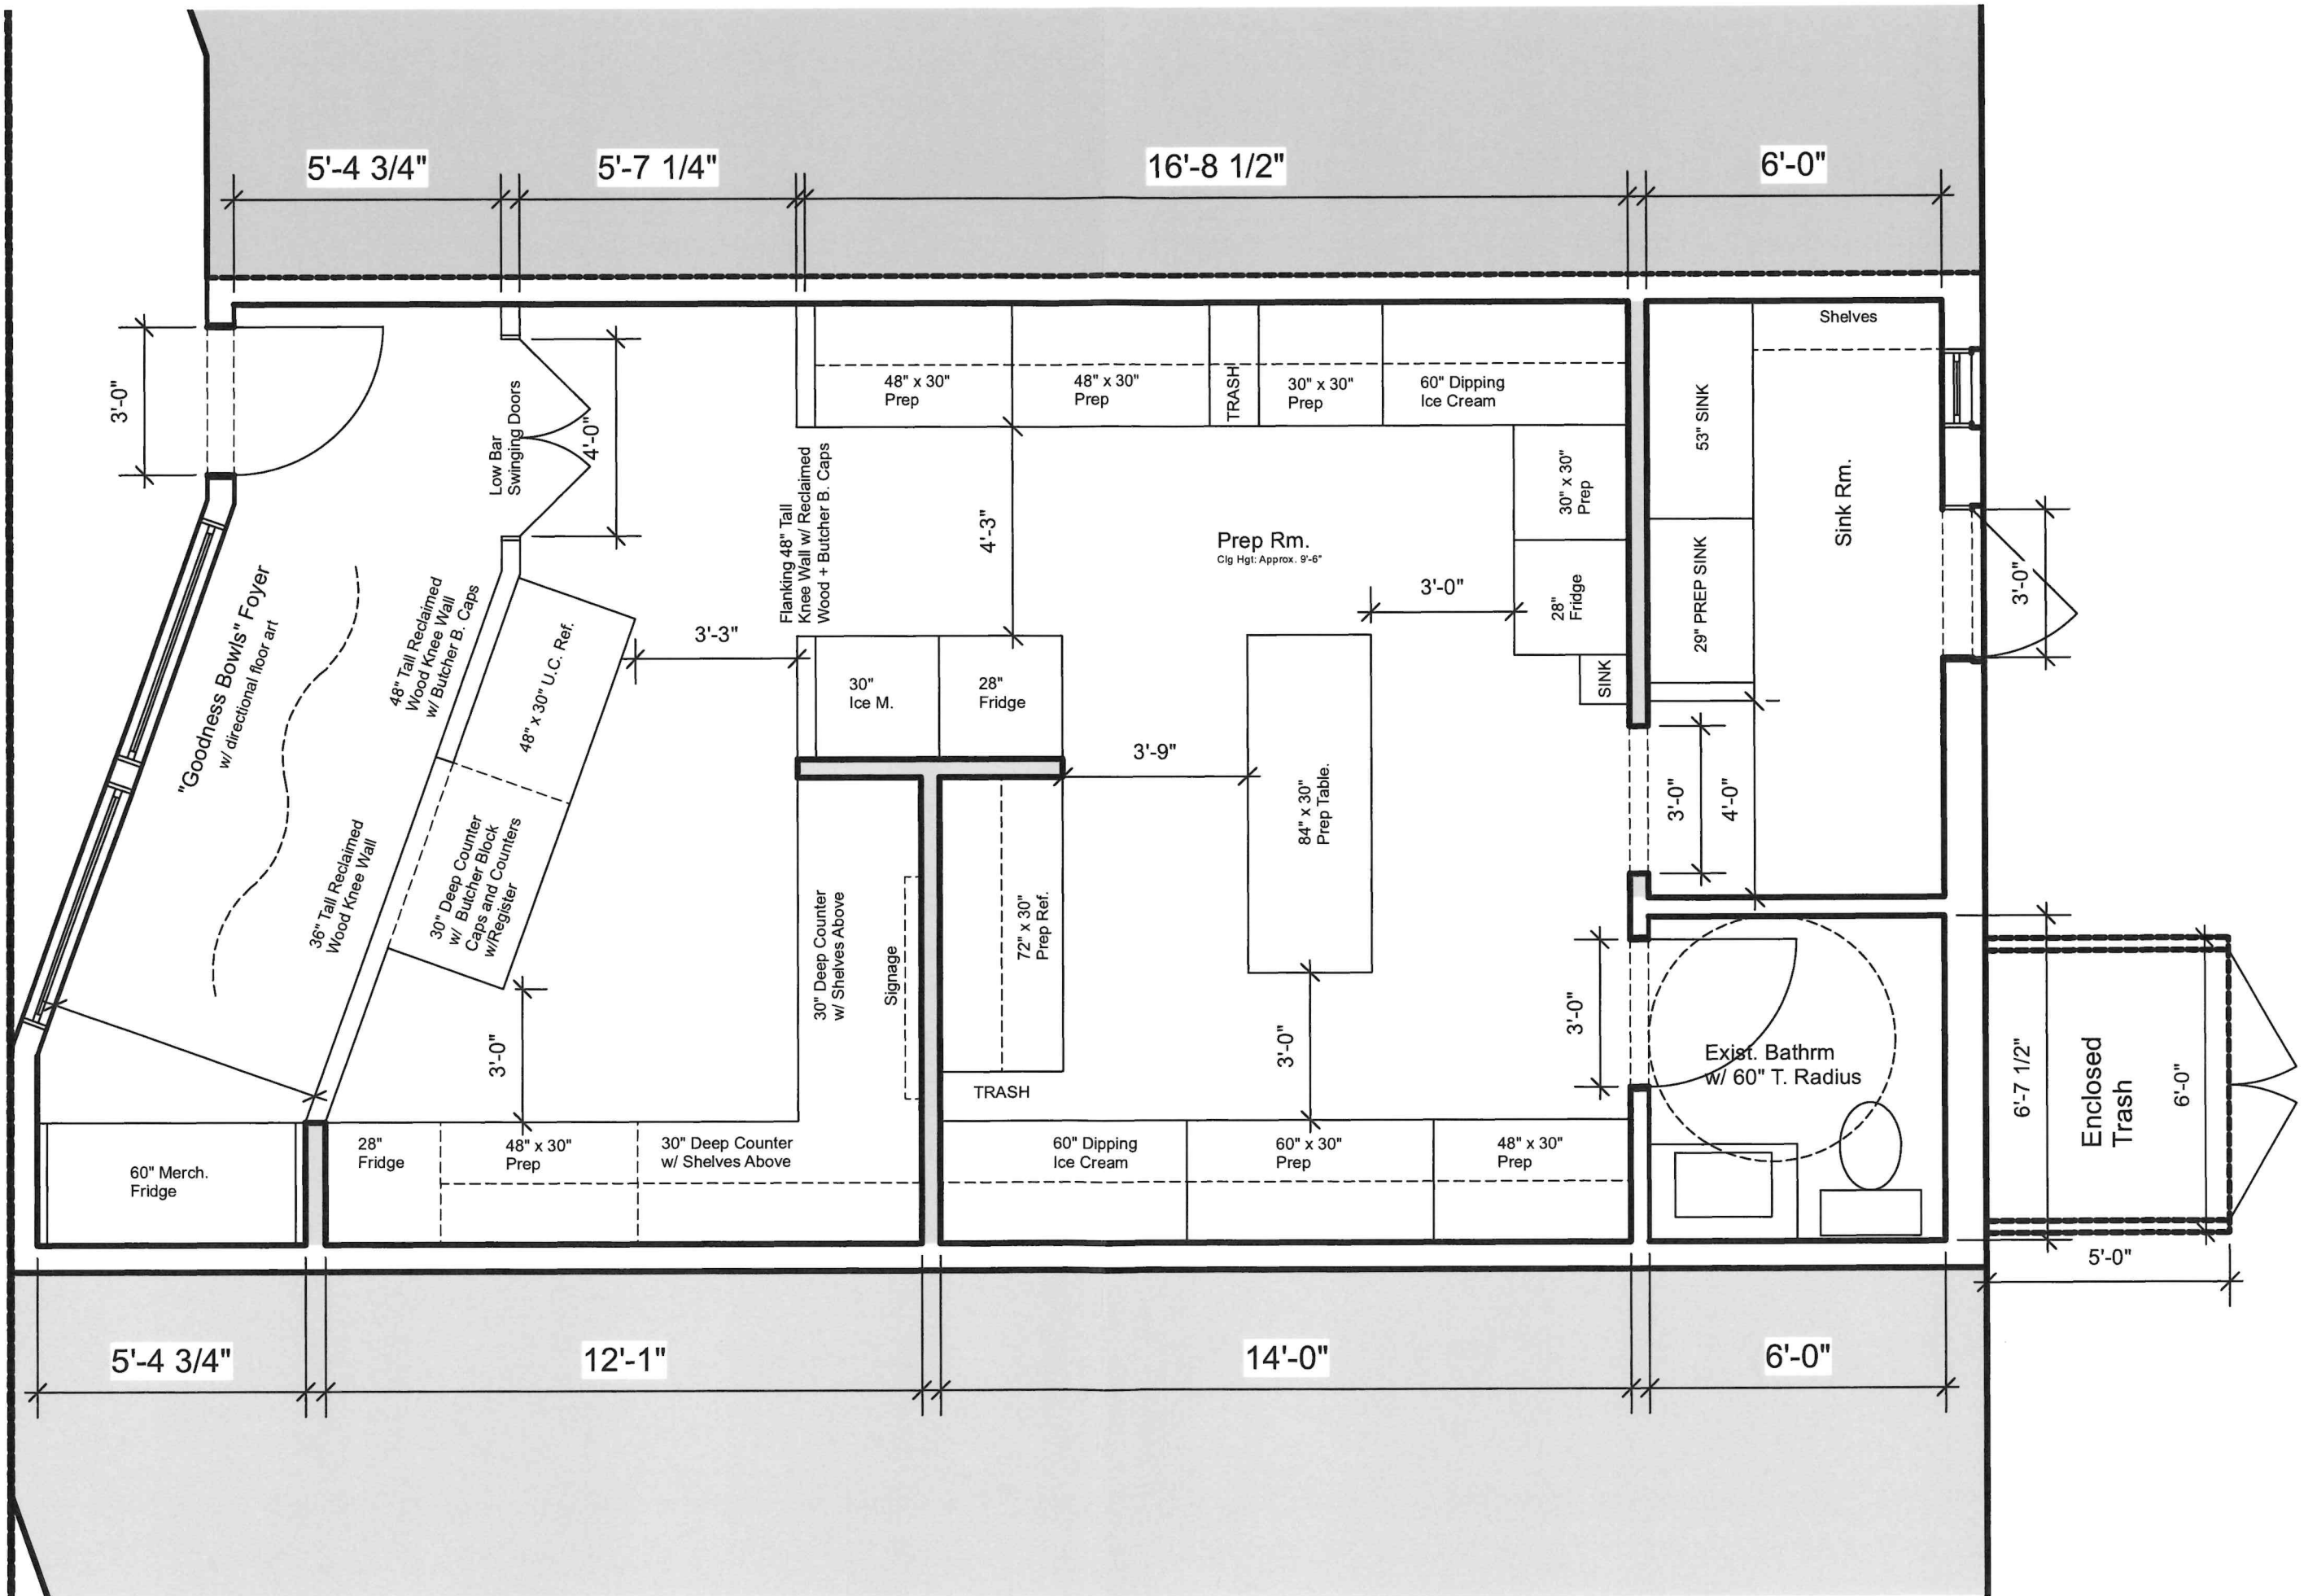 5'-4 3/4"
5'-7 1/4"
16'-8 1/2"
6'-0"
3'-0"
Low Bar
Swinging Doors
4'-0"
Flanking 48" Tall
Knee Wall w/ Reclaimed
Wood + Butcher B. Caps
48" x 30"
Prep
48" x 30"
Prep
TRASH
30" x 30"
Prep
60" Dipping
Ice Cream
Shelves
53" SINK
Sink Rm.
30" x 30"
Prep
4'-3"
Prep Rm.
Clg Hgt: Approx. 9'-6"
3'-0"
28"
Fridge
29" PREP SINK
3'-0"
"Goodness Bowls" Foyer
w/ directional floor art
48" Tall Reclaimed
Wood Knee Wall
w/ Butcher B. Caps
48" x 30" U.C. Ref.
3'-3"
30"
Ice M.
28"
Fridge
SINK
3'-9"
84" x 30"
Prep Table.
3'-0"
4'-0"
36" Tall Reclaimed
Wood Knee Wall
30" Deep Counter
w/ Butcher Block
Caps and Counters
w/Register
30" Deep Counter
w/ Shelves Above
Signage
72" x 30"
Prep Ref.
3'-0"
3'-0"
3'-0"
Exist. Bathrm
w/ 60" T. Radius
6'-7 1/2"
Enclosed
Trash
6'-0"
TRASH
60" Merch.
Fridge
28"
Fridge
48" x 30"
Prep
30" Deep Counter
w/ Shelves Above
60" Dipping
Ice Cream
60" x 30"
Prep
48" x 30"
Prep
5'-0"
5'-4 3/4"
12'-1"
14'-0"
6'-0"